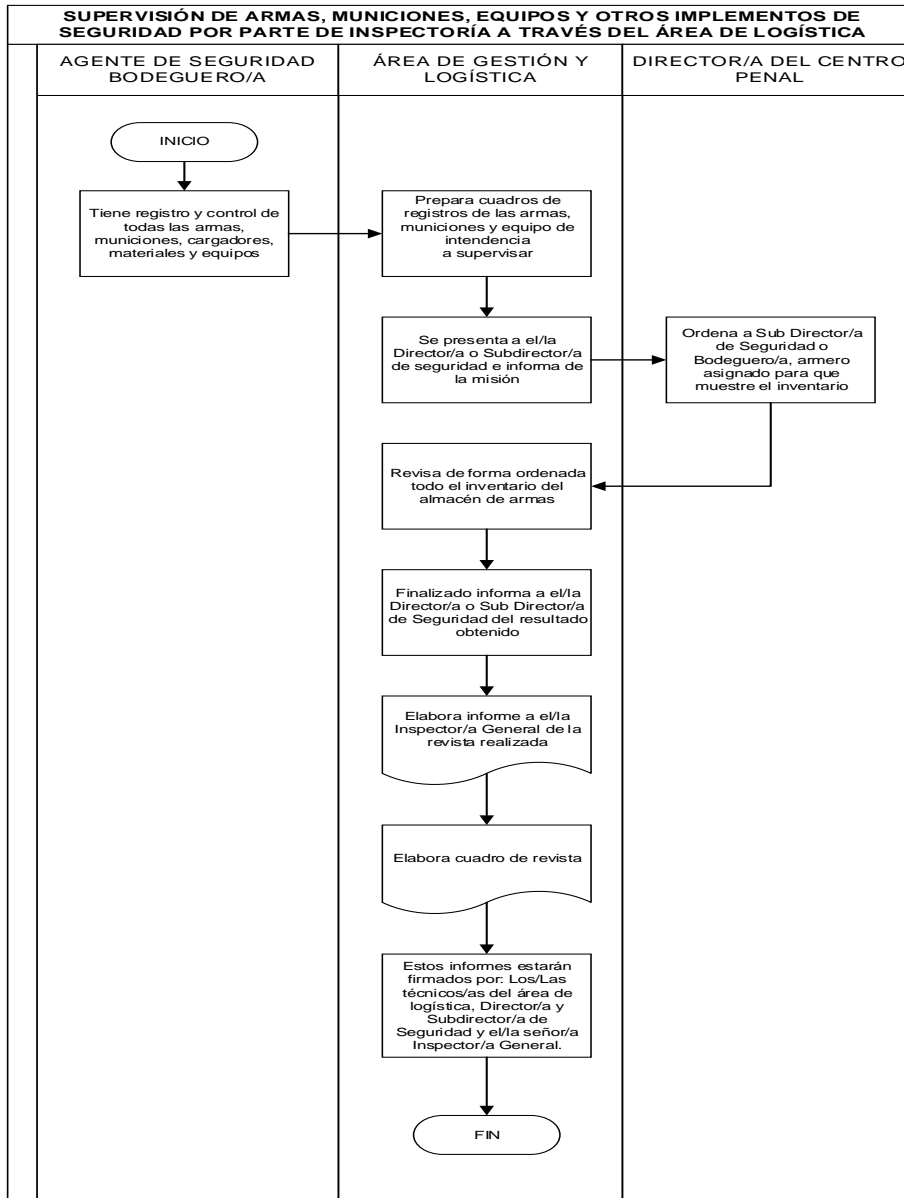 SUPERVISIÓN DE ARMAS, MUNICIONES, EQUIPOS Y OTROS IMPLEMENTOS DE
SEGURIDAD POR PARTE DE INSPECTORÍA A TRAVÉS DEL ÁREA DE LOGÍSTICA
AGENTE DE SEGURIDAD
BODEGUERO/A
ÁREA DE GESTIÓN Y
LOGÍSTICA
DIRECTOR/A DEL CENTRO
PENAL
INICIO
Tiene registro y control de
todas las armas,
municiones, cargadores,
materiales y equipos
Prepara cuadros de
registros de las armas,
municiones y equipo de
intendencia
a supervisar
Se presenta a el/la
Director/a o Subdirector/a
de seguridad e informa de
la misión
Ordena a Sub Director/a
de Seguridad o
Bodeguero/a, armero
asignado para que
muestre el inventario
Revisa de forma ordenada
todo el inventario del
almacén de armas
Finalizado informa a el/la
Director/a o Sub Director/a
de Seguridad del resultado
obtenido
Elabora informe a el/la
Inspector/a General de la
revista realizada
Elabora cuadro de revista
Estos informes estarán
firmados por: Los/Las
técnicos/as del área de
logística, Director/a y
Subdirector/a de
Seguridad y el/la señor/a
Inspector/a General.
FIN